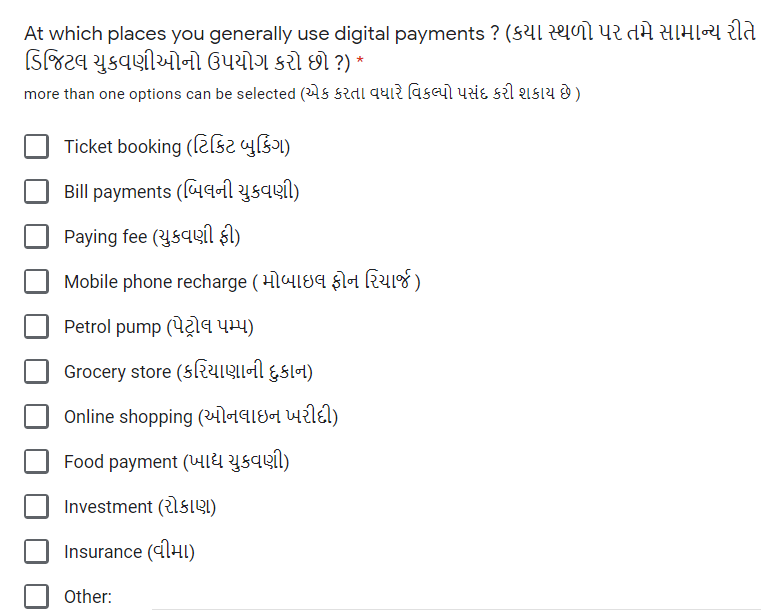 At which places you generally use digital payments ? (કયા સ્થળો પર તમે સામાન્ય રીતે
ડિજિટલ ચુકવણીઓનો ઉપયોગ કરો છો ?) *
more than one options can be selected (એક કરતા વધારે વિકલ્પો પસંદ કરી શકાય છે )
Ticket booking (ટિકિટ બુકિંગ)
Bill payments (બિલની ચુકવણી)
Paying fee (ચુકવણી ફી)
Mobile phone recharge ( મોબાઇલ ફોન રિચાર્જ )
Petrol pump (પેટ્રોલ પમ્પ)
Grocery store (કરિયાણાની દુકાન)
Online shopping (ઓનલાઇન ખરીદી)
Food payment (ખાદ્ય ચુકવણી)
Investment (રોકાણ)
Insurance (વીમા)
Other: